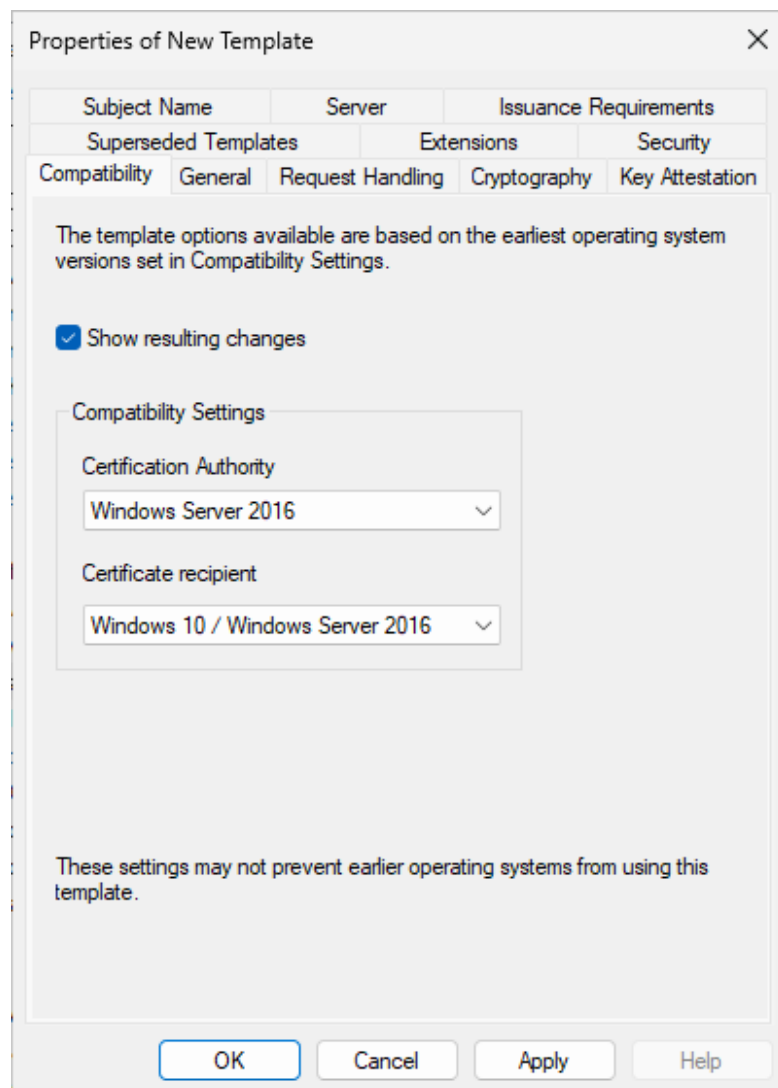 Properties of New Template
Subject Name Server Issuance Requirements
Superseded Templates Extensions Security
Compatibility General Request Handling Cryptography Key Attestation
The template options available are based on the earliest operating system
versions set in Compatibility Settings.
Show resulting changes
Compatibility Settings
Certification Authority
Windows Server 2016
Certificate recipient
Windows 10 / Windows Server 2016
These settings may not prevent earlier operating systems from using this
template.
OK Cancel Apply Help